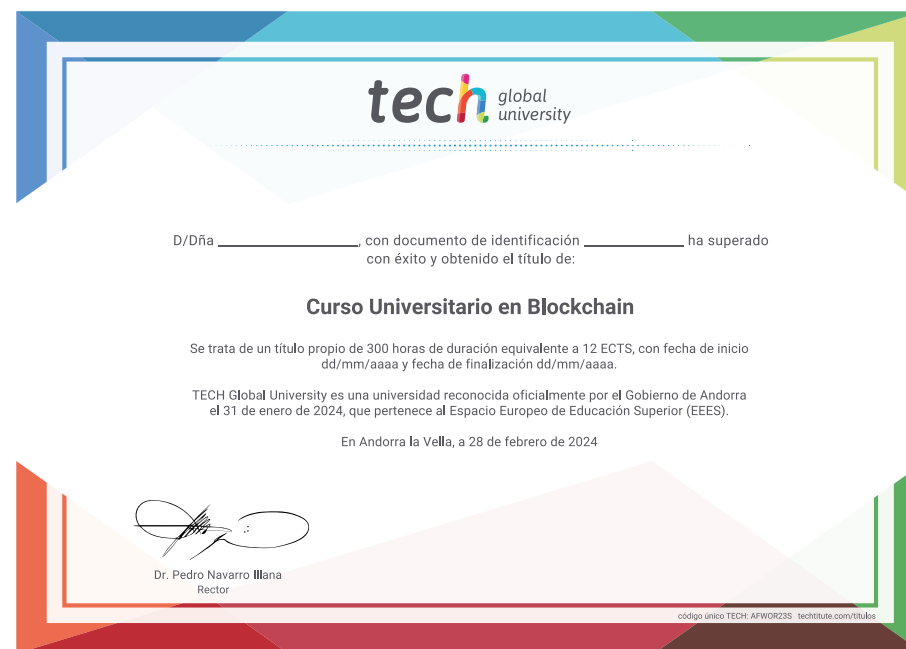 tech global university
D/Dña ____________________, con documento de identificación ______________ ha superado
con éxito y obtenido el título de:
Curso Universitario en Blockchain
Se trata de un título propio de 300 horas de duración equivalente a 12 ECTS, con fecha de inicio
dd/mm/aaaa y fecha de finalización dd/mm/aaaa.
TECH Global University es una universidad reconocida oficialmente por el Gobierno de Andorra
el 31 de enero de 2024, que pertenece al Espacio Europeo de Educación Superior (EEES).
En Andorra la Vella, a 28 de febrero de 2024
Dr. Pedro Navarro Illana
Rector
código único TECH: AFWOR23S techtitute.com/titulos